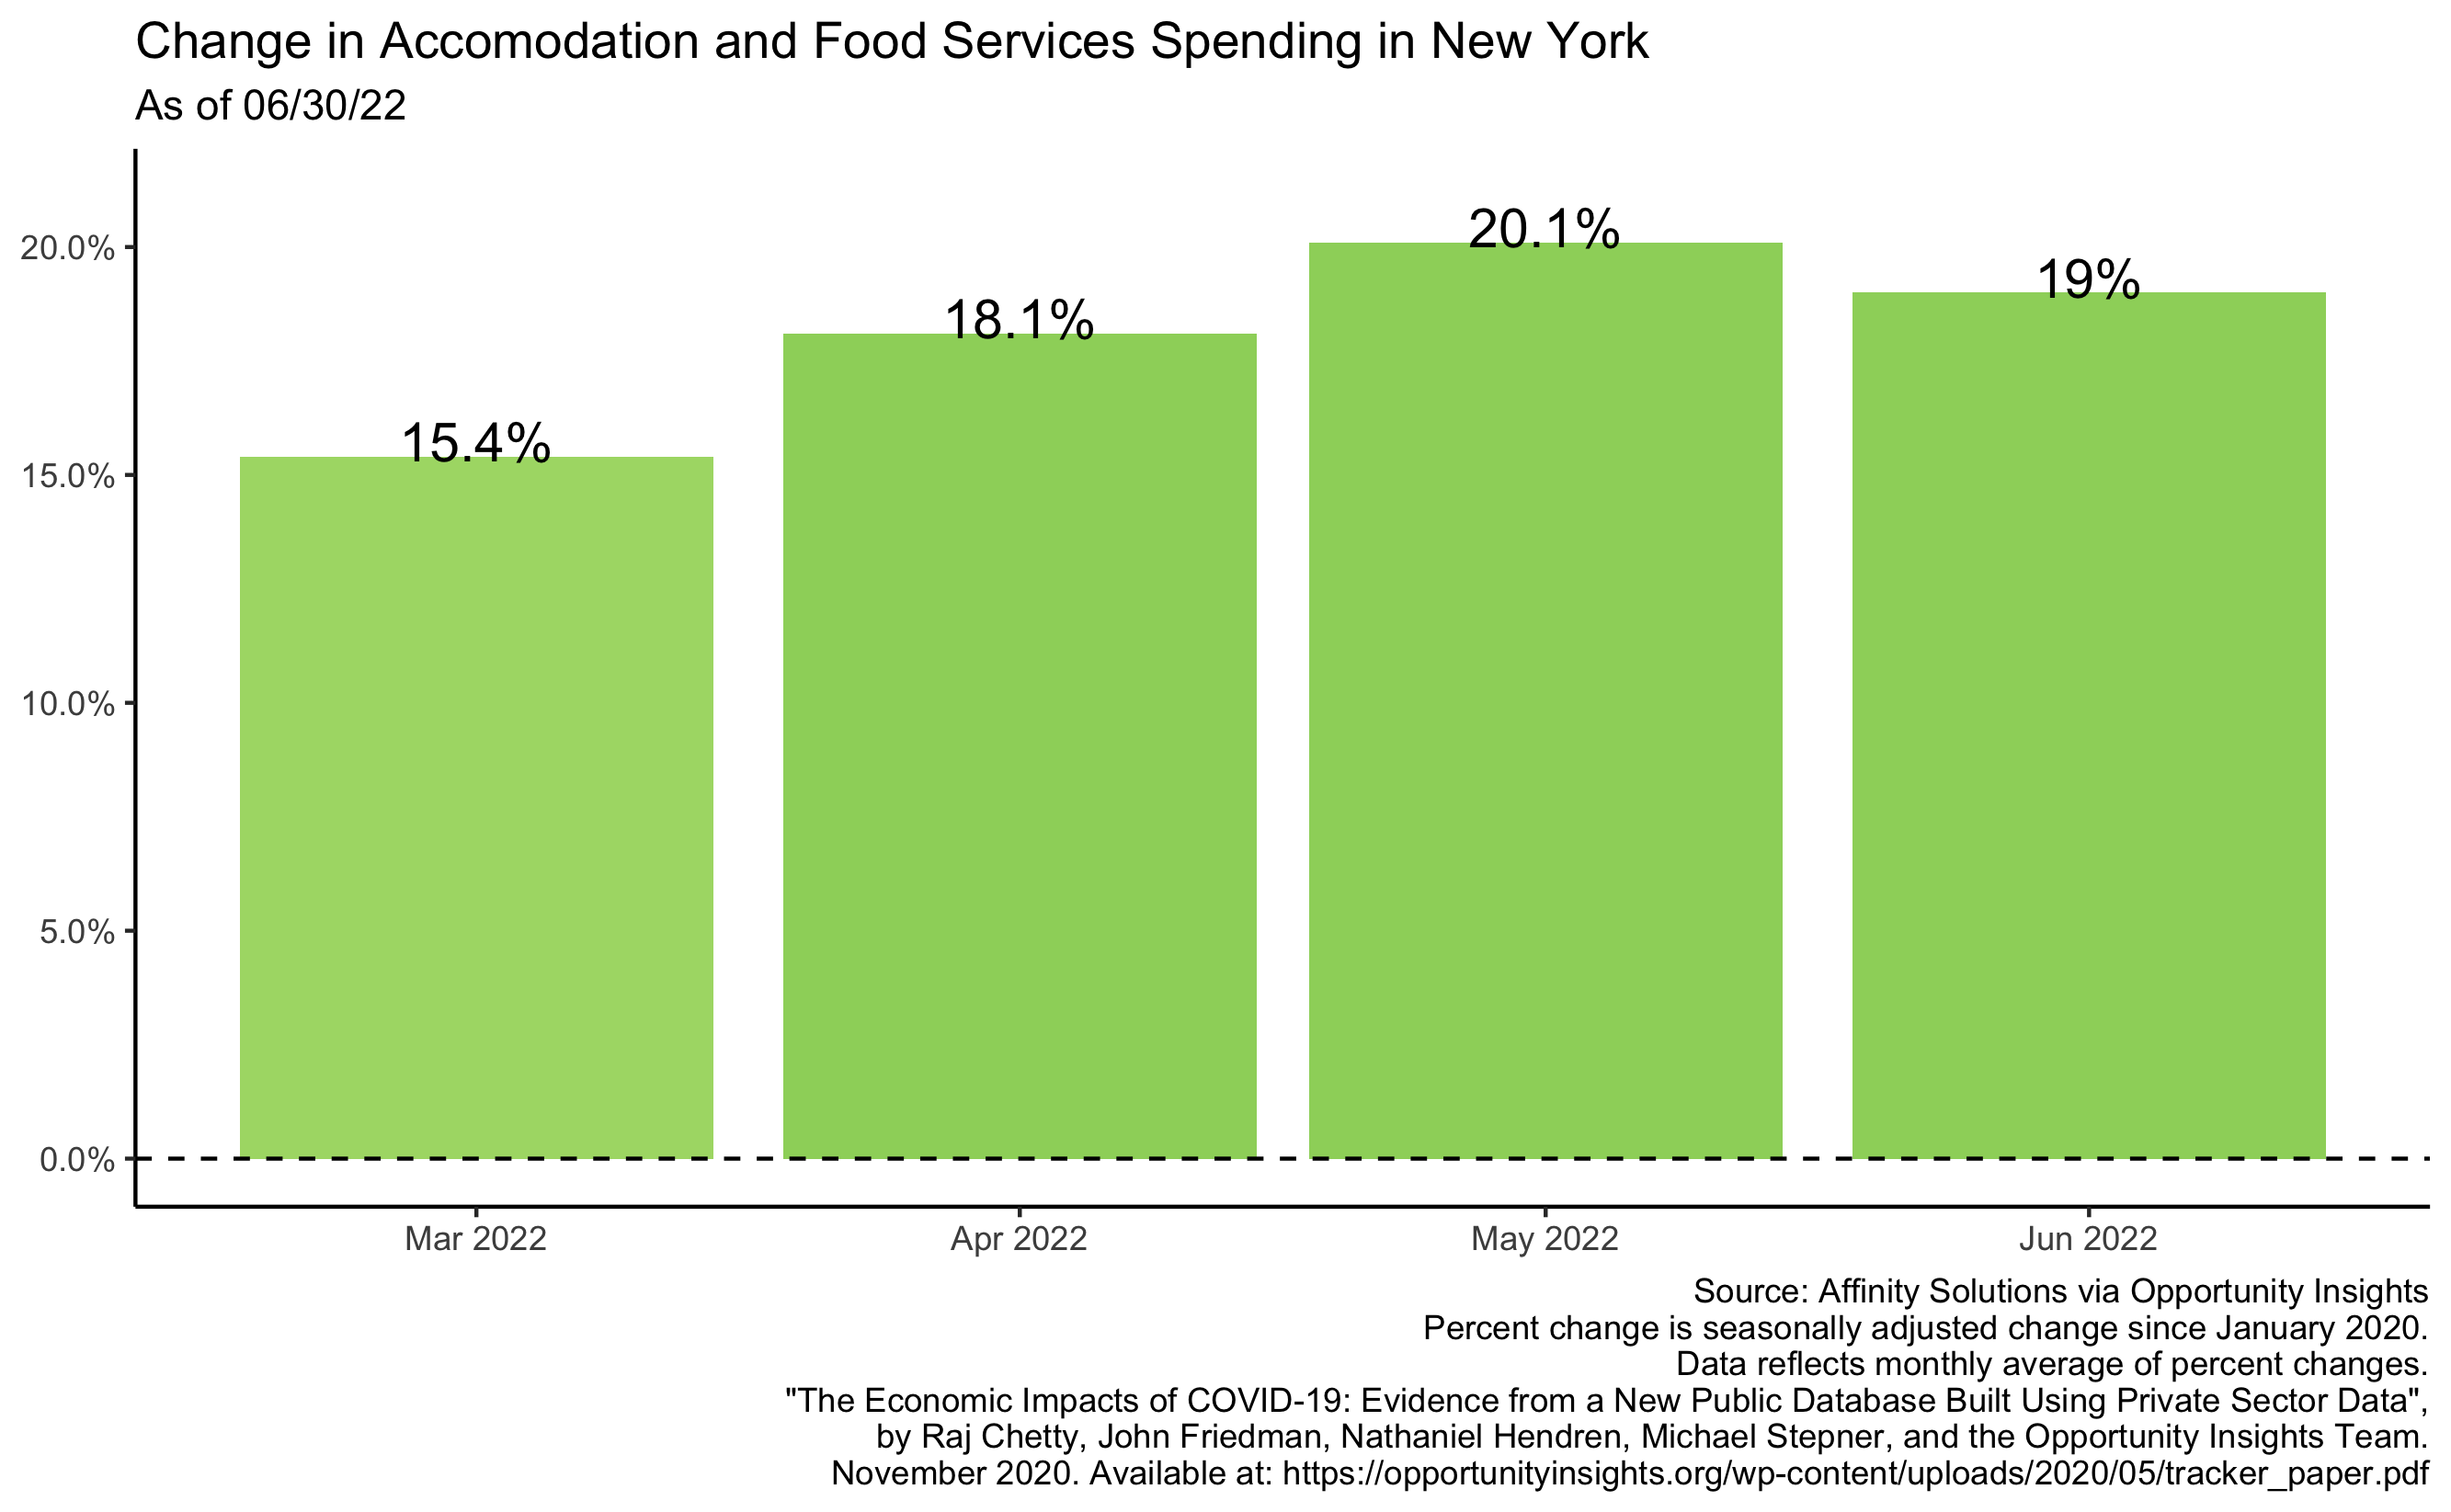 Change in Accomodation and Food Services Spending in New York
As of 06/30/22
20.1%
19%
18.1%
15.4%
20.0%
15.0%
10.0%
5.0%
0.0%
Mar 2022
Apr 2022
May 2022
Jun 2022
Source: Affinity Solutions via Opportunity Insights
Percent change is seasonally adjusted change since January 2020.
Data reflects monthly average of percent changes.
"The Economic Impacts of COVID-19: Evidence from a New Public Database Built Using Private Sector Data",
by Raj Chetty, John Friedman, Nathaniel Hendren, Michael Stepner, and the Opportunity Insights Team.
November 2020. Available at: https://opportunityinsights.org/wp-content/uploads/2020/05/tracker_paper.pdf